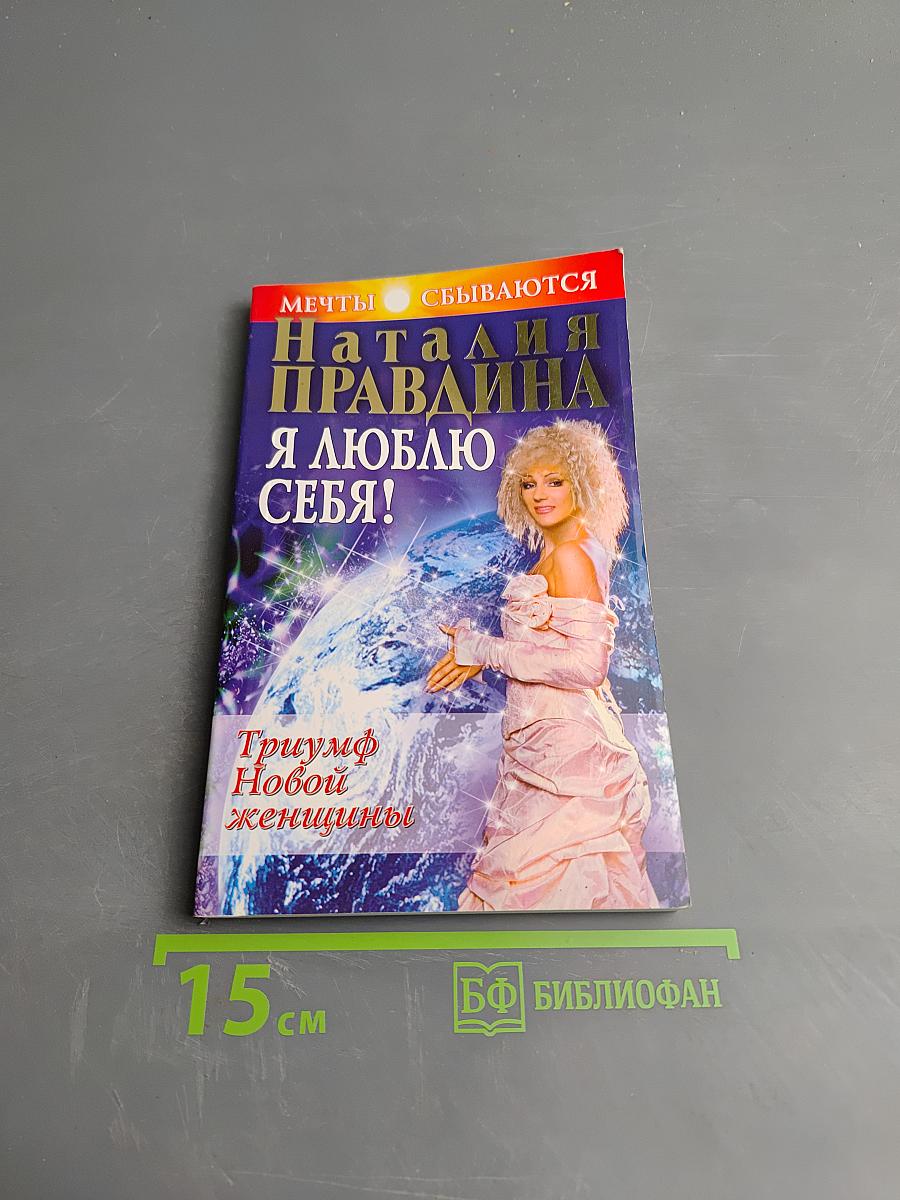 МЕЧТЫ СБЫВАЮТСЯ
Наталия
ПРАВДИНА
Я ЛЮБЛЮ
СЕБЯ!
Триумф
Новой
женщины
15 см
БФ БИБЛИОФАН